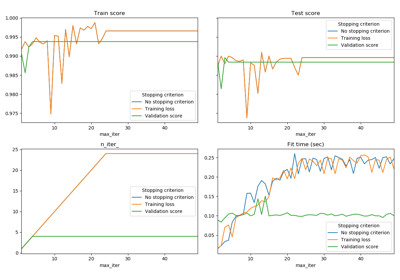 Train score
1.000
0.995
0.990
0.985
0.980
0.975
Stopping criterion
No stopping criterion
Training loss
Validation score
10
20
30
40
max_iter
Test score
Stopping criterion
No stopping criterion
Training loss
Validation score
10
20
30
40
max_iter
n_iter_
25
20
15
10
5
0
Stopping criterion
No stopping criterion
Training loss
Validation score
10
20
30
40
max_iter
Fit time (sec)
0.25
0.20
0.15
0.10
0.05
Stopping criterion
No stopping criterion
Training loss
Validation score
10
20
30
40
max_iter